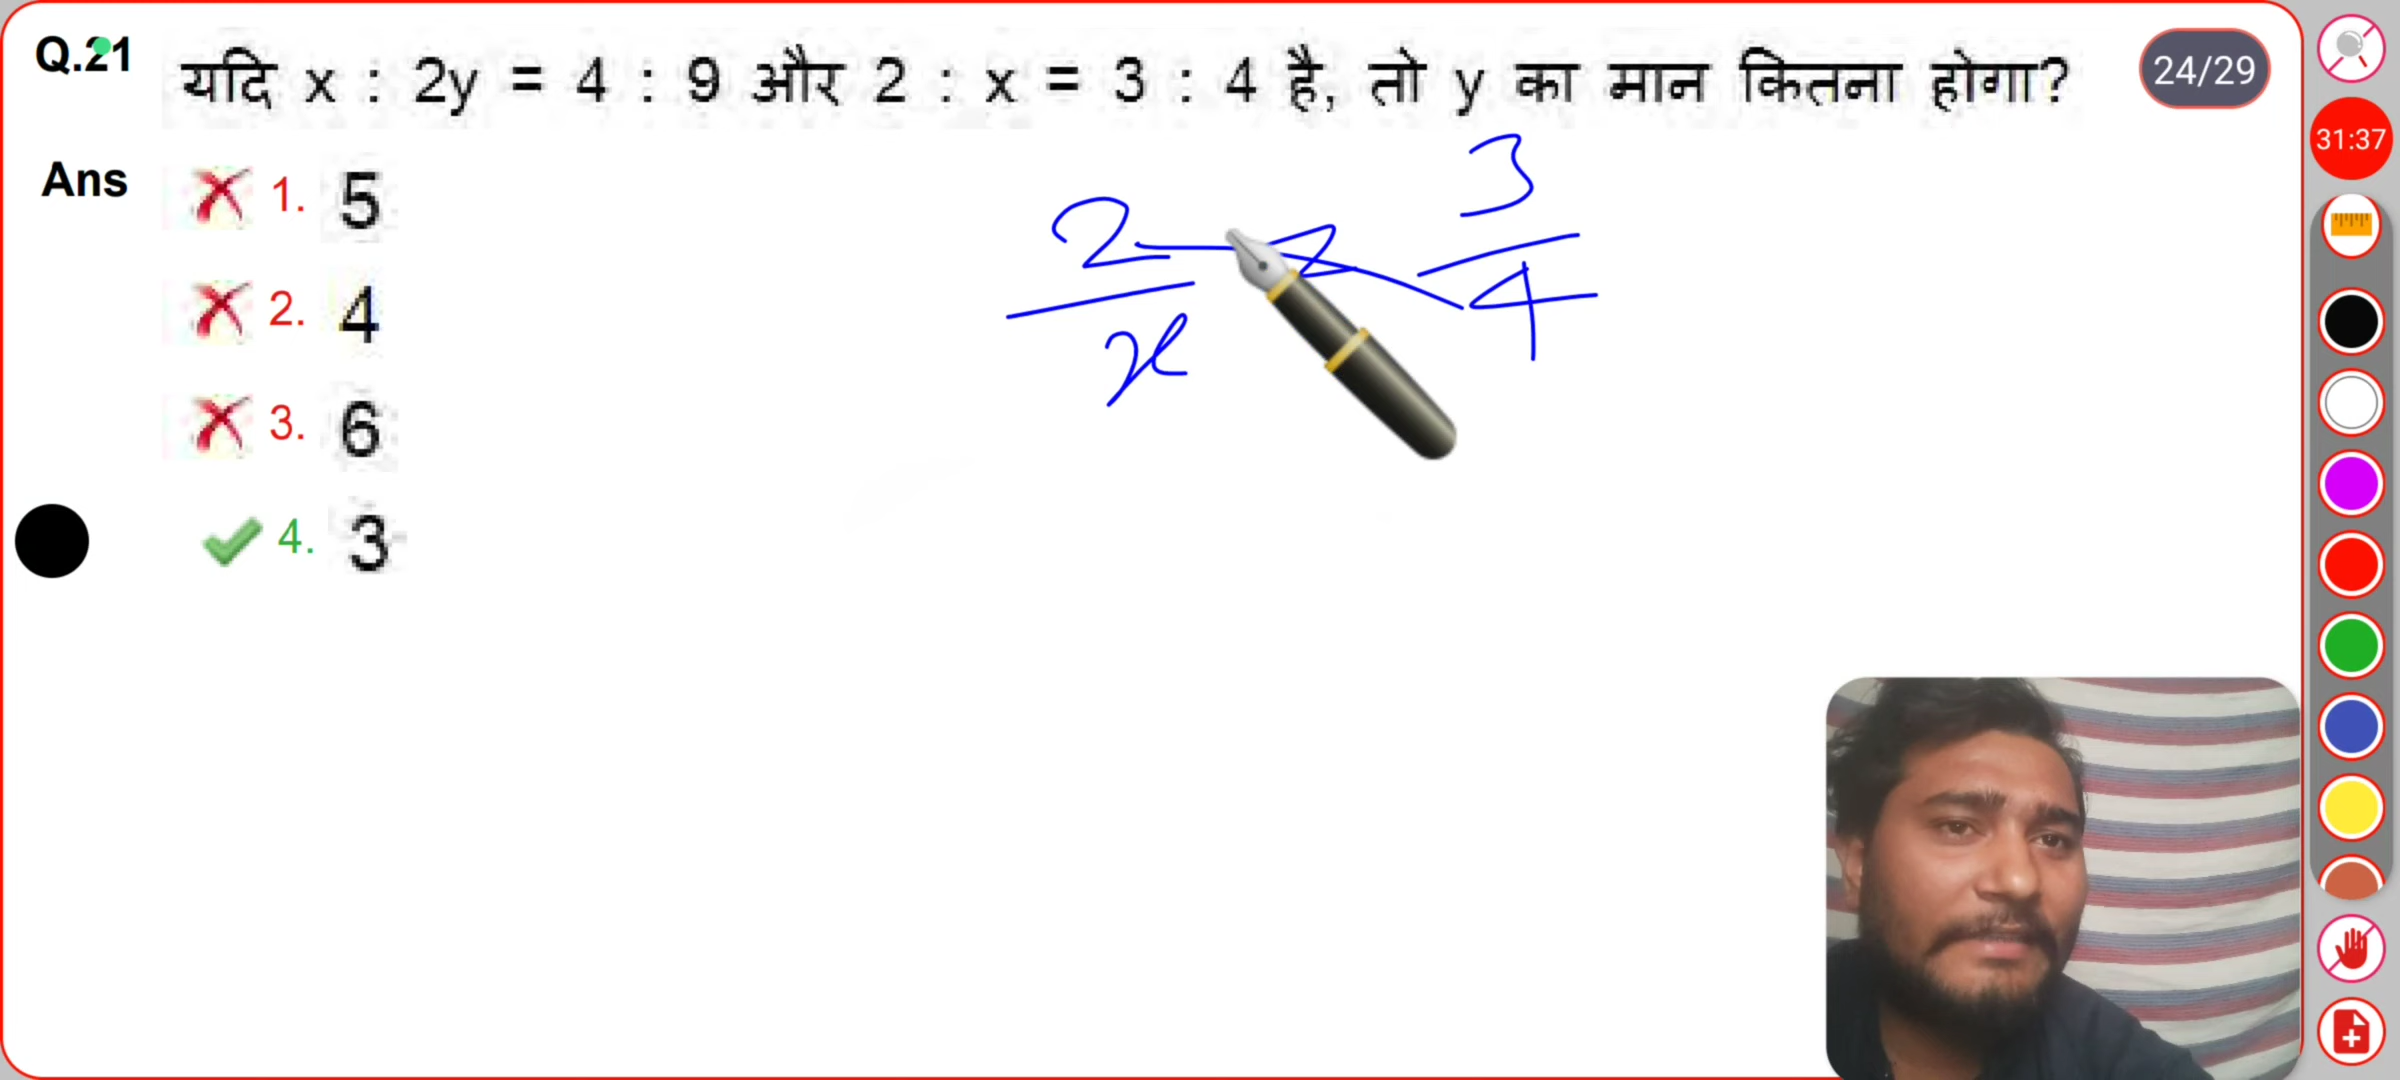 Q.21 यदि x : 2y = 4 : 9 और 2 : x = 3 : 4 है, तो y का मान कितना होगा?
24/29
31:37
Ans
1. 5
2. 4
3. 6
4. 3
2/x = 3/4